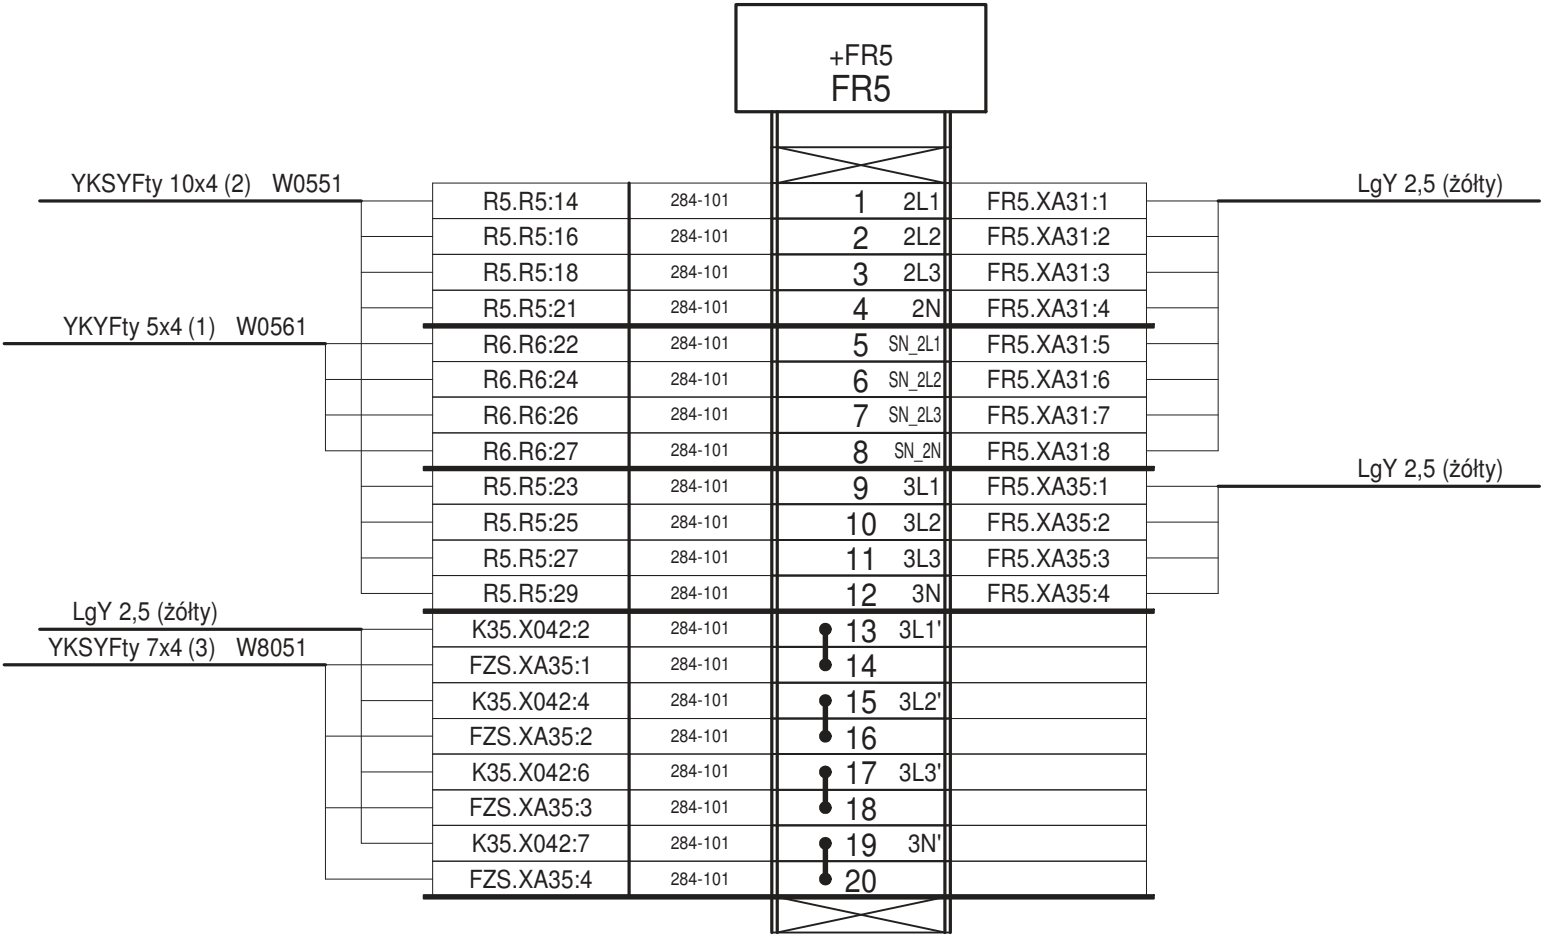 +FR5
FR5
YKSYFty 10x4 (2) W0551
LgY 2,5 (żółty)
R5.R5:14 284-101 1 2L1 FR5.XA31:1
R5.R5:16 284-101 2 2L2 FR5.XA31:2
R5.R5:18 284-101 3 2L3 FR5.XA31:3
R5.R5:21 284-101 4 2N FR5.XA31:4
YKYFty 5x4 (1) W0561
R6.R6:22 284-101 5 SN_2L1 FR5.XA31:5
R6.R6:24 284-101 6 SN_2L2 FR5.XA31:6
R6.R6:26 284-101 7 SN_2L3 FR5.XA31:7
R6.R6:27 284-101 8 SN_2N FR5.XA31:8
LgY 2,5 (żółty)
R5.R5:23 284-101 9 3L1 FR5.XA35:1
R5.R5:25 284-101 10 3L2 FR5.XA35:2
R5.R5:27 284-101 11 3L3 FR5.XA35:3
R5.R5:29 284-101 12 3N FR5.XA35:4
LgY 2,5 (żółty)
K35.X042:2 284-101 13 3L1'
YKSYFty 7x4 (3) W8051
FZS.XA35:1 284-101 14
K35.X042:4 284-101 15 3L2'
FZS.XA35:2 284-101 16
K35.X042:6 284-101 17 3L3'
FZS.XA35:3 284-101 18
K35.X042:7 284-101 19 3N'
FZS.XA35:4 284-101 20